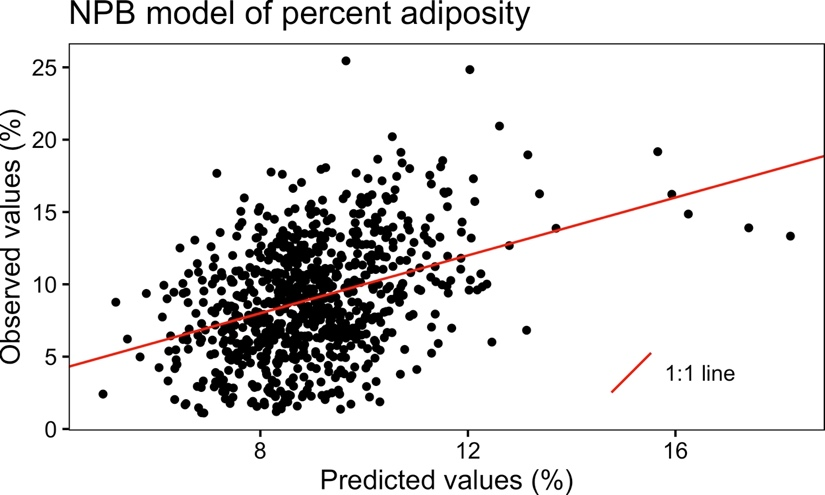 NPB model of percent adiposity
Observed values (%)
25
20
15
10
5
0
8
12
16
Predicted values (%)
1:1 line